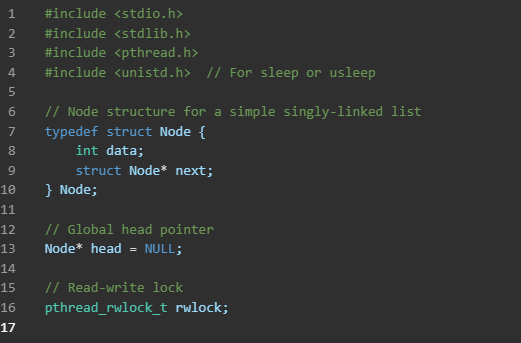 1 #include <stdio.h>
2 #include <stdlib.h>
3 #include <pthread.h>
4 #include <unistd.h>  // For sleep or usleep
5
6 // Node structure for a simple singly-linked list
7 typedef struct Node {
8     int data;
9     struct Node* next;
10 } Node;
11
12 // Global head pointer
13 Node* head = NULL;
14
15 // Read-write lock
16 pthread_rwlock_t rwlock;
17